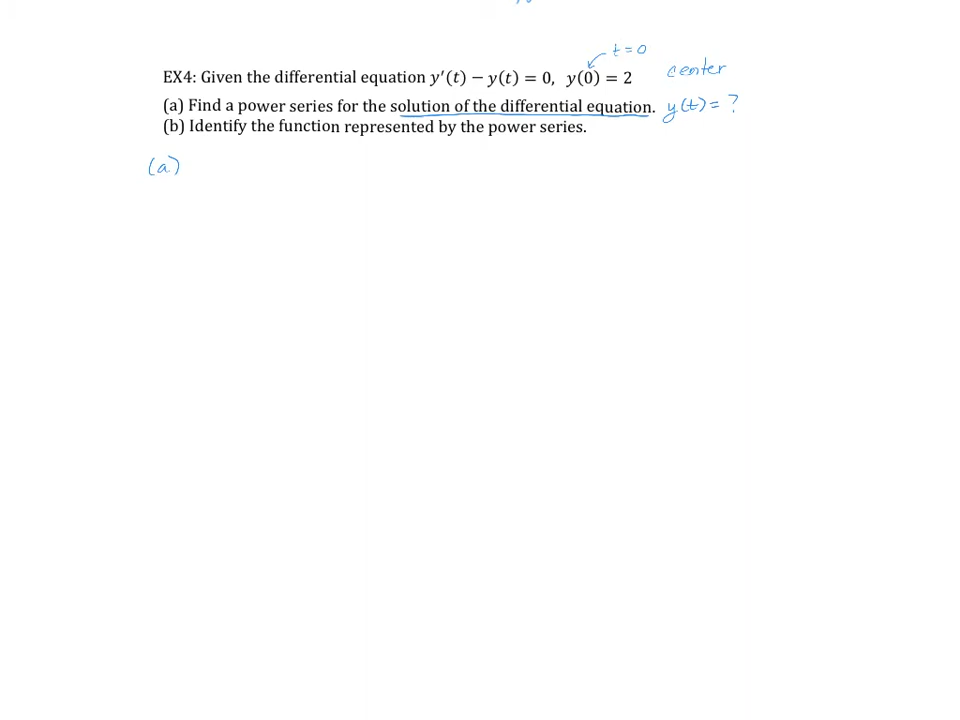 t = 0
EX4: Given the differential equation y′(t) − y(t) = 0, y(0) = 2 center
(a) Find a power series for the solution of the differential equation. y(t) = ?
(b) Identify the function represented by the power series.
(a)